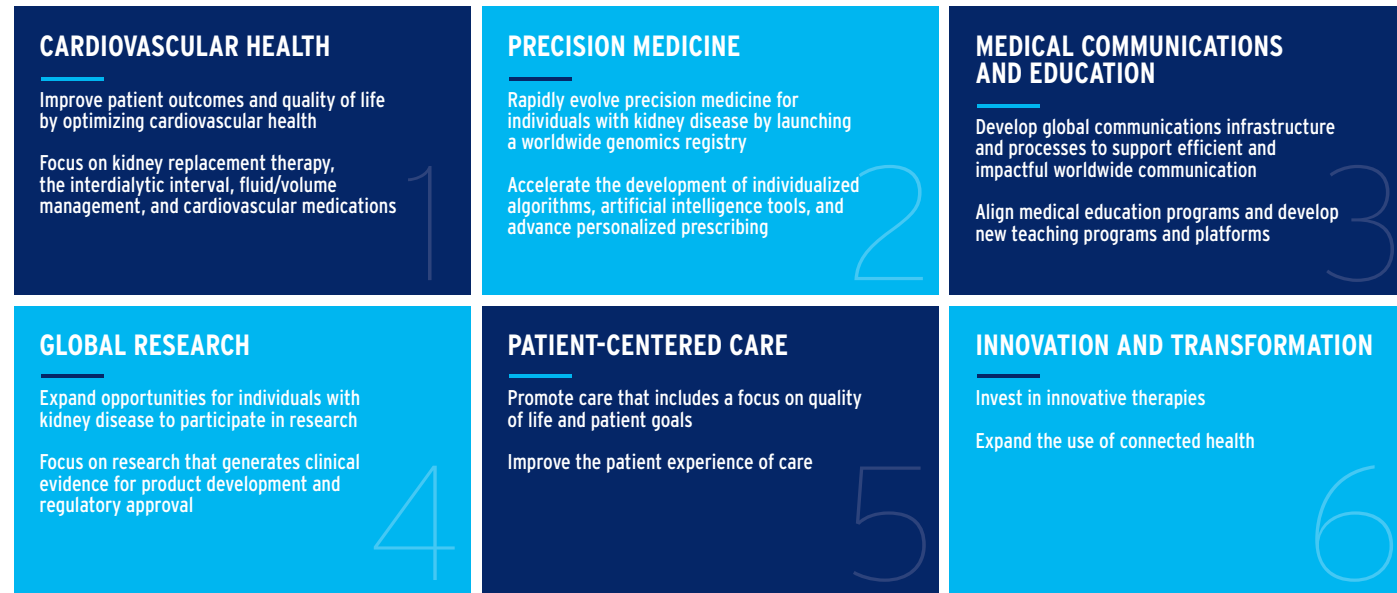 CARDIOVASCULAR HEALTH
Improve patient outcomes and quality of life
by optimizing cardiovascular health
Focus on kidney replacement therapy,
the interdialytic interval, fluid/volume
management, and cardiovascular medications
1
PRECISION MEDICINE
Rapidly evolve precision medicine for
individuals with kidney disease by launching
a worldwide genomics registry
Accelerate the development of individualized
algorithms, artificial intelligence tools, and
advance personalized prescribing
2
MEDICAL COMMUNICATIONS
AND EDUCATION
Develop global communications infrastructure
and processes to support efficient and
impactful worldwide communication
Align medical education programs and develop
new teaching programs and platforms
3
GLOBAL RESEARCH
Expand opportunities for individuals with
kidney disease to participate in research
Focus on research that generates clinical
evidence for product development and
regulatory approval
4
PATIENT-CENTERED CARE
Promote care that includes a focus on quality
of life and patient goals
Improve the patient experience of care
5
INNOVATION AND TRANSFORMATION
Invest in innovative therapies
Expand the use of connected health
6